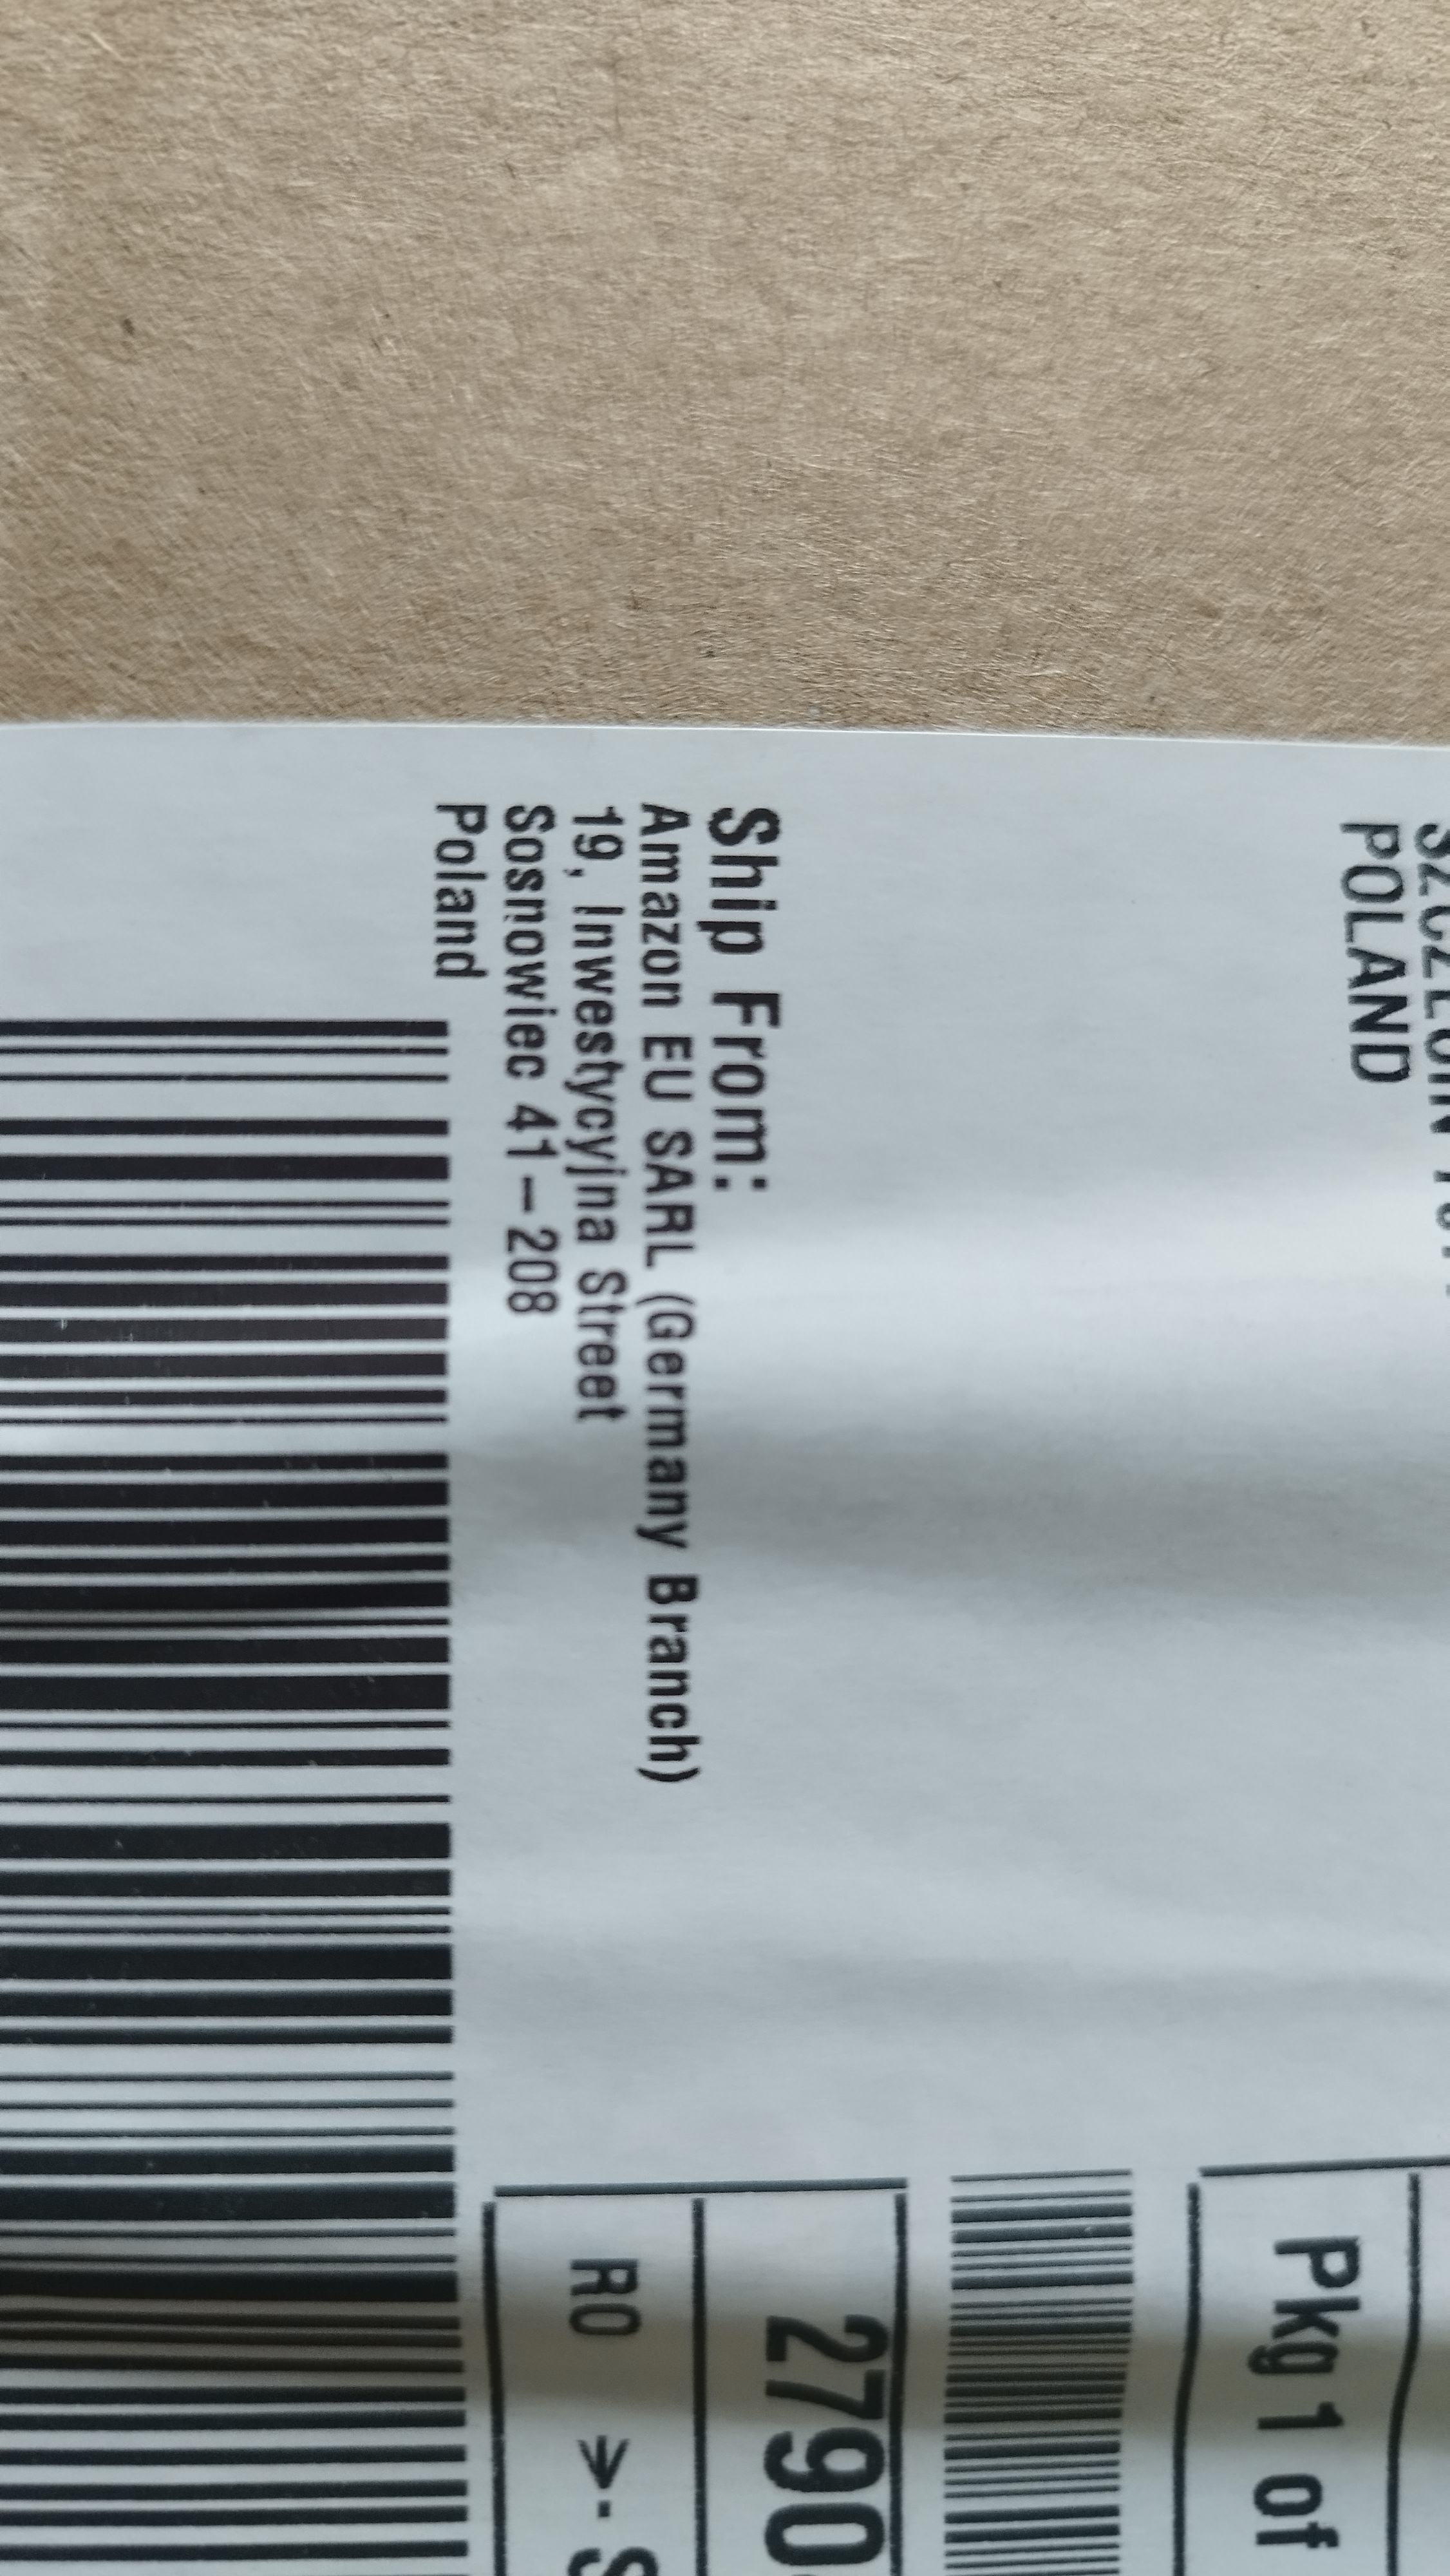 POLAND
Ship From:
Amazon EU SARL (Germany Branch)
19, Inwestycyjna Street
Sosnowiec 41-208
Poland
Pkg 1 of
2790
R0 ->-